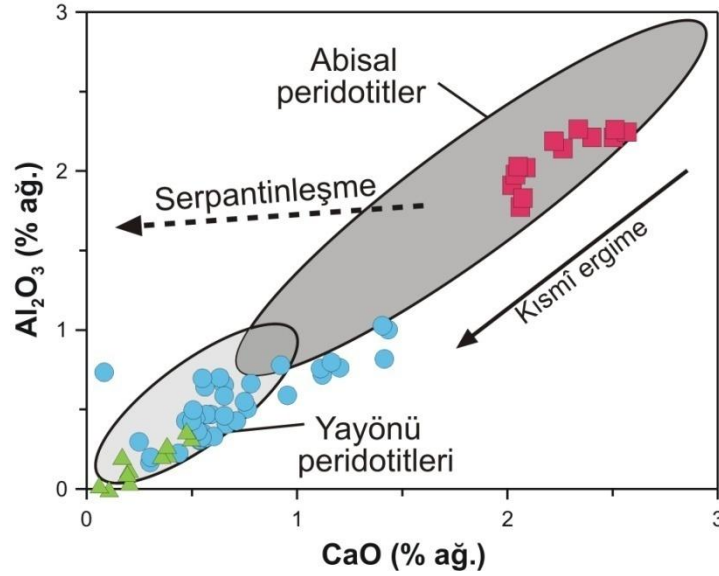 3
Abisal
peridotitler
2
Serpantinleşme
Al₂O₃ (% ağ.)
Kısmî ergime
1
Yayönü
peridotitleri
0
0
1
2
3
CaO (% ağ.)